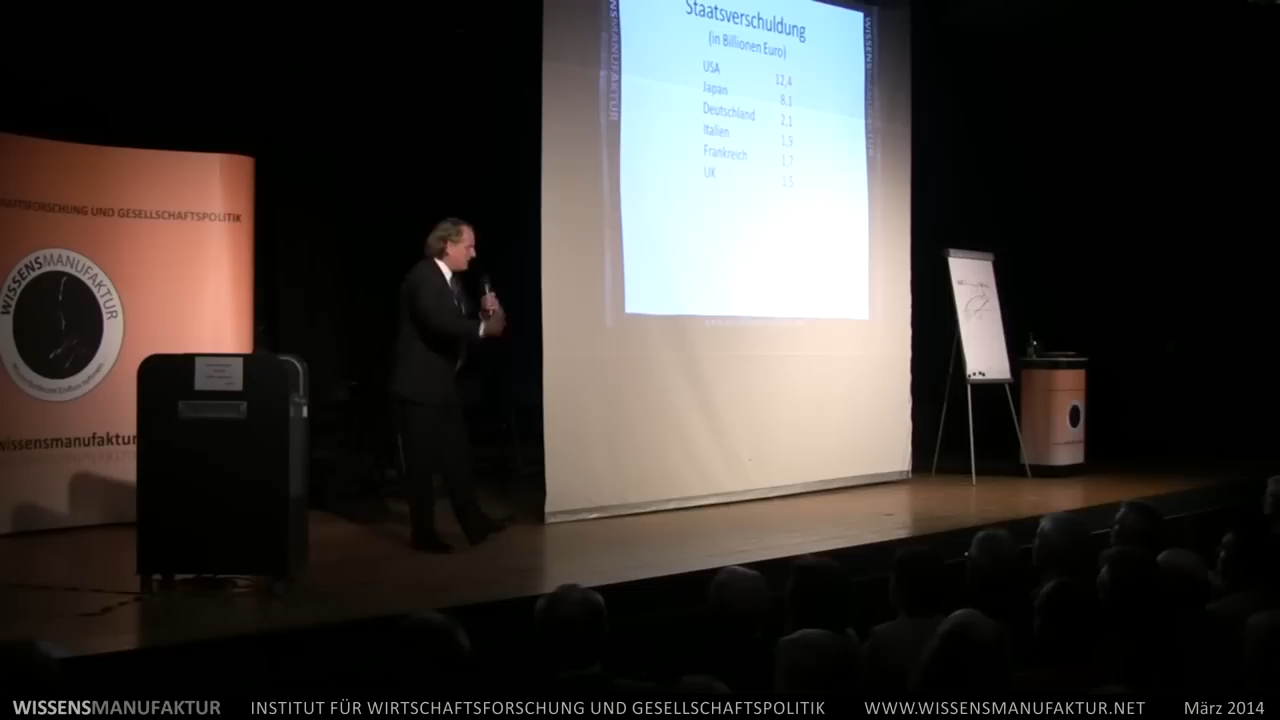 Staatsverschuldung
(in Billionen Euro)
USA 12,4
Japan 8,1
Deutschland 2,1
Italien 1,9
Frankreich 1,7
UK 1,5
WISSENSMANUFAKTUR
WISSENSMANUFAKTUR
UND GESELLSCHAFTSPOLITIK
WISSENSMANUFAKTUR
wissensmanufaktur
WISSENSMANUFAKTUR INSTITUT FÜR WIRTSCHAFTSFORSCHUNG UND GESELLSCHAFTSPOLITIK WWW.WISSENSMANUFAKTUR.NET März 2014